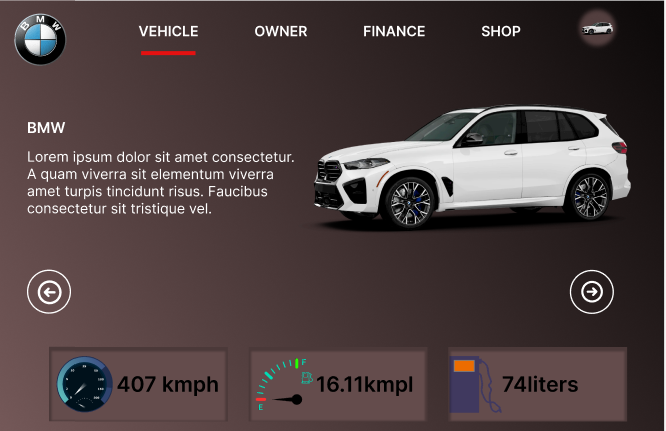 BMW
VEHICLE
OWNER
FINANCE
SHOP
BMW
Lorem ipsum dolor sit amet consectetur.
A quam viverra sit elementum viverra
amet turpis tincidunt risus. Faucibus
consectetur sit tristique vel.
407 kmph
F
E
16.11kmpl
74liters